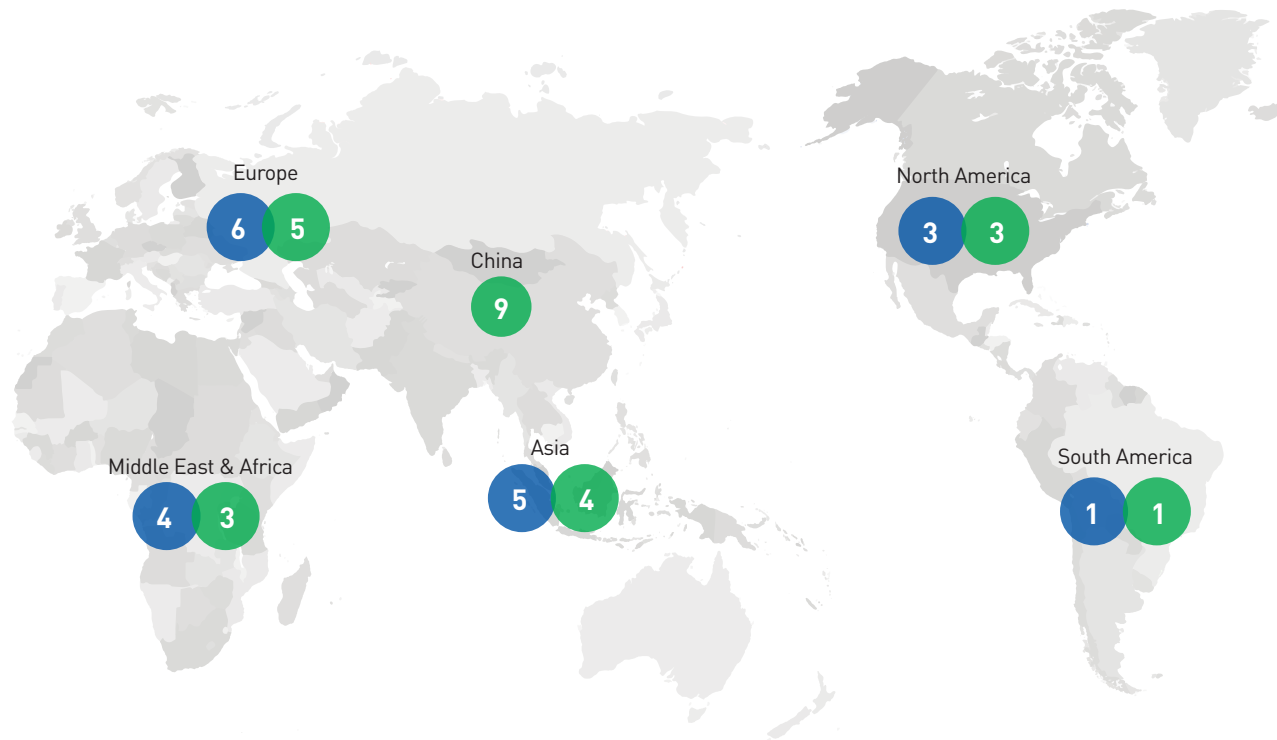 Europe
6 5
North America
3 3
China
9
Asia
5 4
Middle East & Africa
4 3
South America
1 1